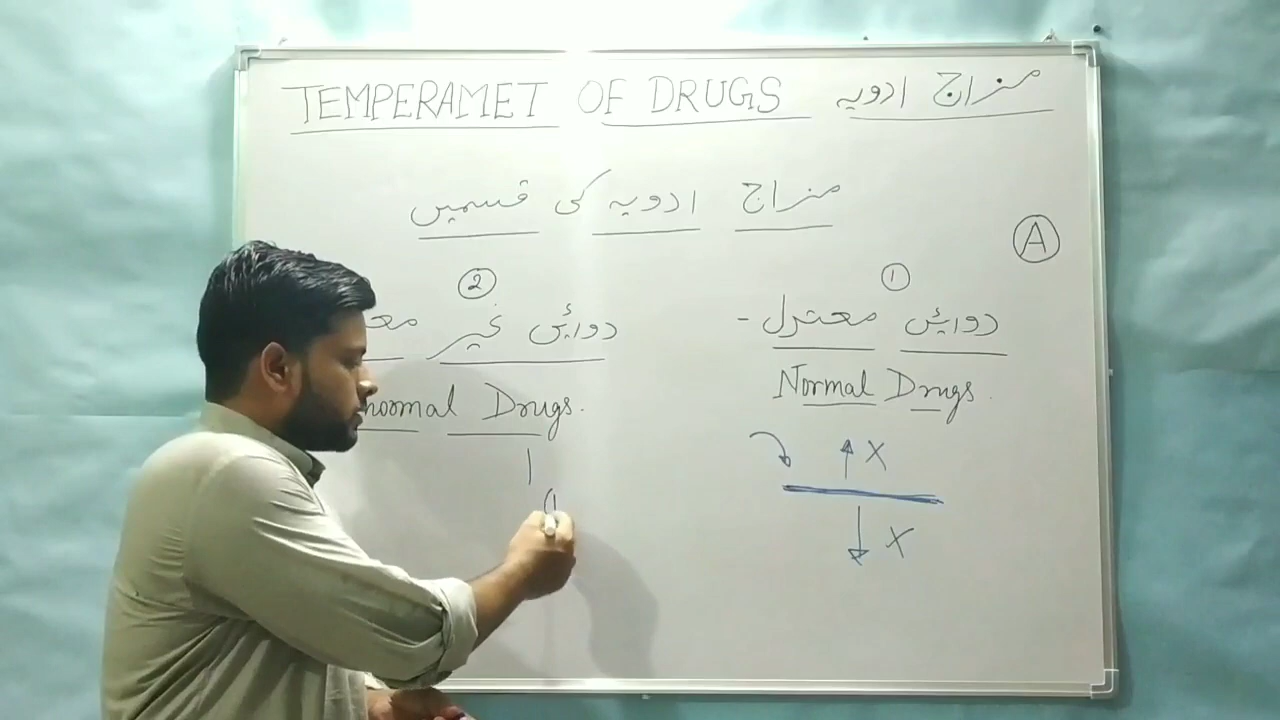 TEMPERAMET OF DRUGS مزاج ادویہ
مزاج ادویہ کی قسمیں
A
1
دوائیں معتدل -
Normal Drugs.
X
X
2
دوائیں غیر مع
normal Drugs.